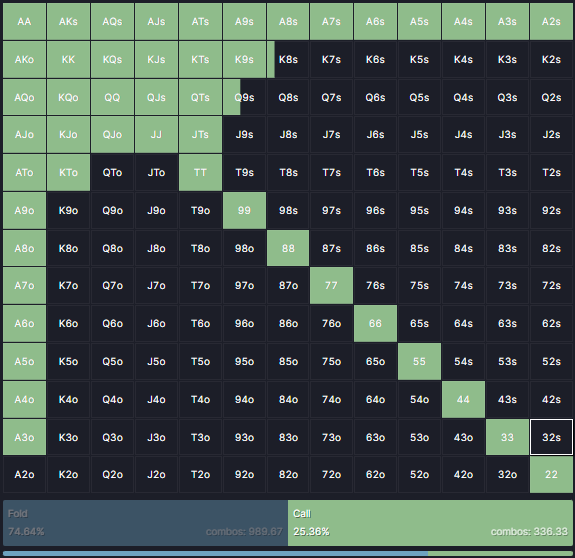 AA AKs AQs AJs ATs A9s A8s A7s A6s A5s A4s A3s A2s
AKo KK KQs KJs KTs K9s K8s K7s K6s K5s K4s K3s K2s
AQo KQo QQ QJs QTs Q9s Q8s Q7s Q6s Q5s Q4s Q3s Q2s
AJo KJo QJo JJ JTs J9s J8s J7s J6s J5s J4s J3s J2s
ATo KTo QTo JTo TT T9s T8s T7s T6s T5s T4s T3s T2s
A9o K9o Q9o J9o T9o 99 98s 97s 96s 95s 94s 93s 92s
A8o K8o Q8o J8o T8o 98o 88 87s 86s 85s 84s 83s 82s
A7o K7o Q7o J7o T7o 97o 87o 77 76s 75s 74s 73s 72s
A6o K6o Q6o J6o T6o 96o 86o 76o 66 65s 64s 63s 62s
A5o K5o Q5o J5o T5o 95o 85o 75o 65o 55 54s 53s 52s
A4o K4o Q4o J4o T4o 94o 84o 74o 64o 54o 44 43s 42s
A3o K3o Q3o J3o T3o 93o 83o 73o 63o 53o 43o 33 32s
A2o K2o Q2o J2o T2o 92o 82o 72o 62o 52o 42o 32o 22
Fold Call
74.64% combos: 989.67 25.36% combos: 336.33